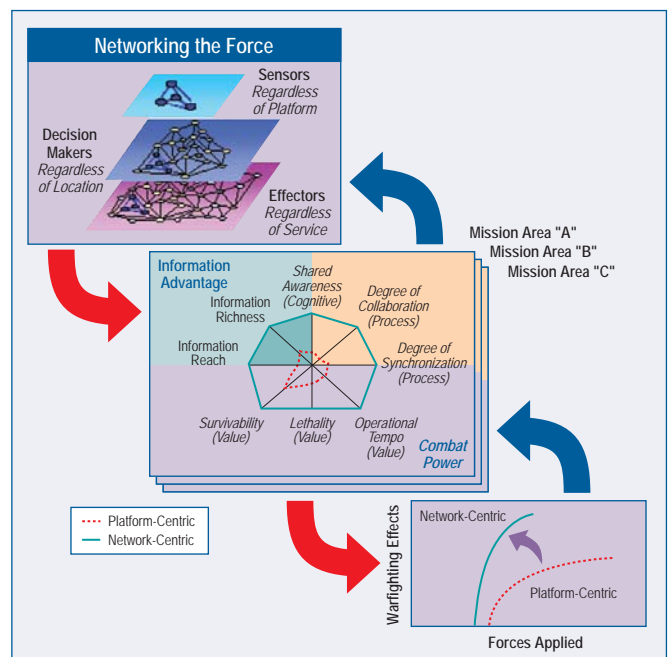 Networking the Force
Sensors
Regardless
of Platform
Decision
Makers
Regardless
of Location
Effectors
Regardless
of Service
Mission Area "A"
Mission Area "B"
Mission Area "C"
Information
Advantage
Shared
Awareness
(Cognitive)
Degree of
Collaboration
(Process)
Information
Richness
Information
Reach
Degree of
Synchronization
(Process)
Survivability
(Value)
Lethality
(Value)
Operational
Tempo
(Value)
Combat
Power
Platform-Centric
Network-Centric
Warfighting Effects
Network-Centric
Platform-Centric
Forces Applied